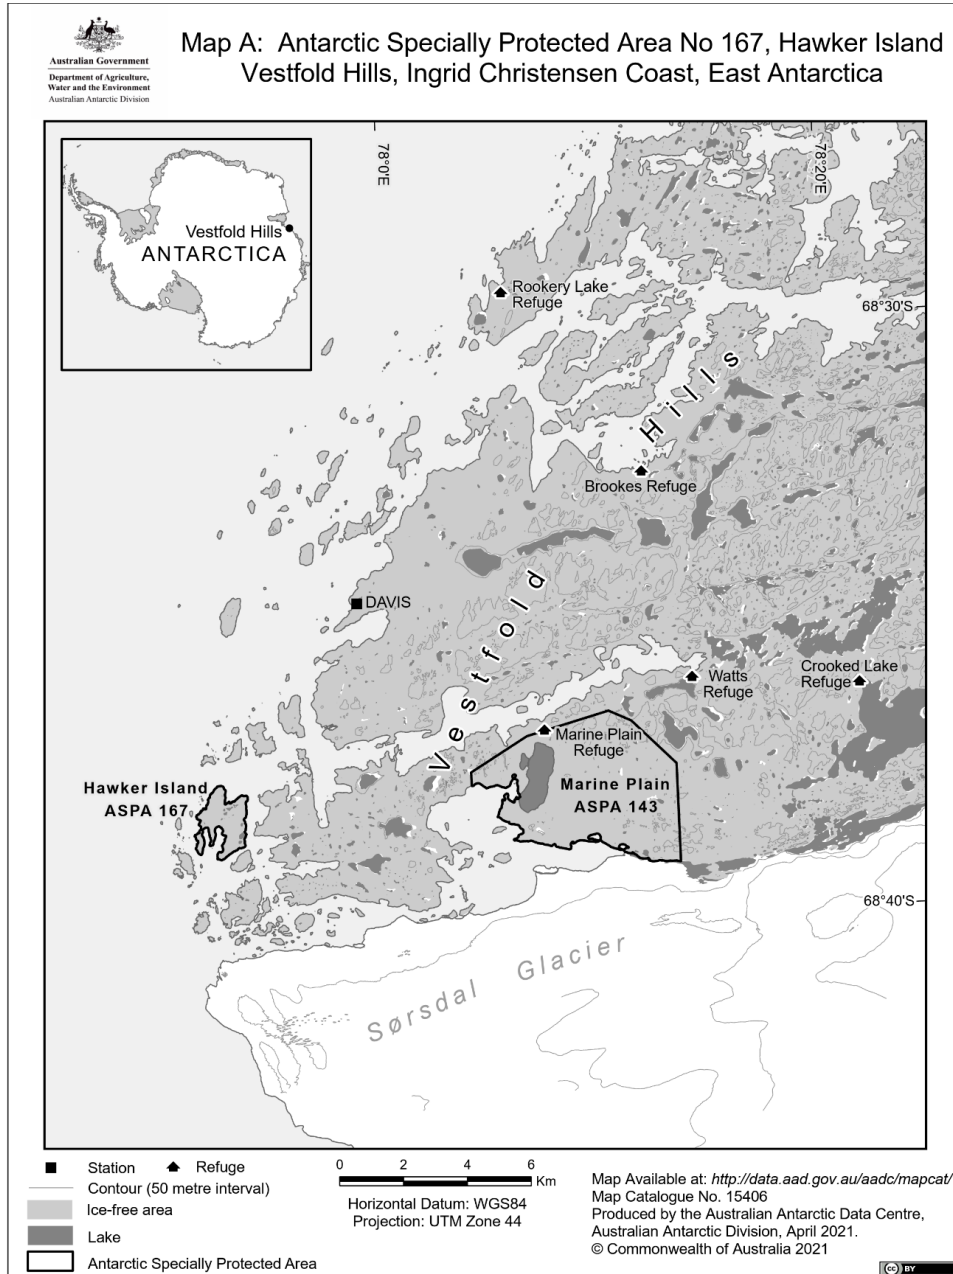 Australian Government
Department of Agriculture,
Water and the Environment
Australian Antarctic Division
Map A: Antarctic Specially Protected Area No 167, Hawker Island
Vestfold Hills, Ingrid Christensen Coast, East Antarctica
78°0'E
78°20'E
Vestfold Hills
ANTARCTICA
Rookery Lake
Refuge
68°30'S
Hills
Brookes Refuge
Vestfold
DAVIS
Watts
Refuge
Crooked Lake
Refuge
Marine Plain
Refuge
Hawker Island
ASPA 167
Marine Plain
ASPA 143
68°40'S
Sørsdal Glacier
Station
Refuge
Contour (50 metre interval)
Ice-free area
Lake
Antarctic Specially Protected Area
0 2 4 6
Km
Horizontal Datum: WGS84
Projection: UTM Zone 44
Map Available at: http://data.aad.gov.au/aadc/mapcat/
Map Catalogue No. 15406
Produced by the Australian Antarctic Data Centre,
Australian Antarctic Division, April 2021.
© Commonwealth of Australia 2021
cc BY